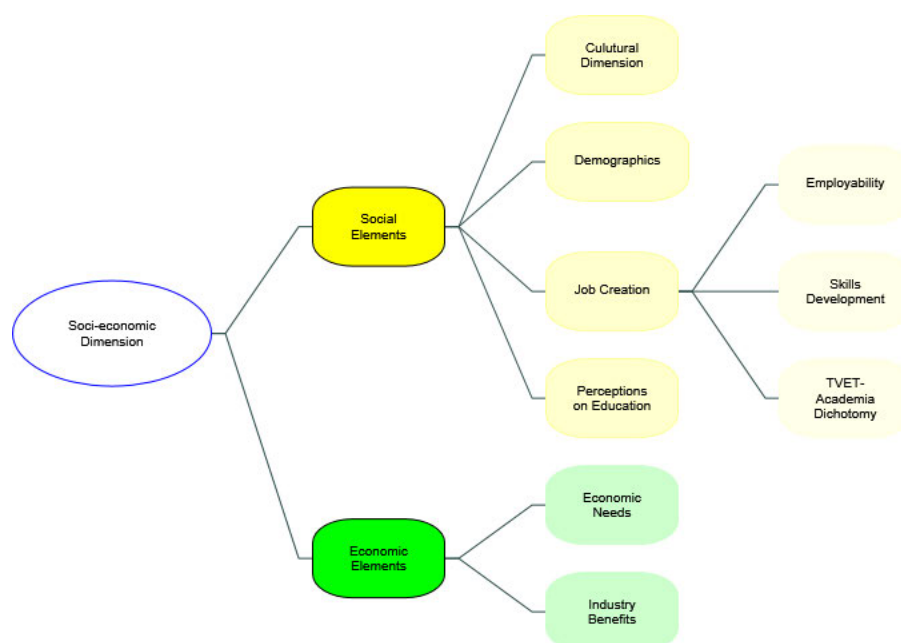 Culutural
Dimension
Demographics
Employability
Social
Elements
Job Creation
Skills
Development
Soci-economic
Dimension
Perceptions
on Education
TVET-
Academia
Dichotomy
Economic
Needs
Economic
Elements
Industry
Benefits